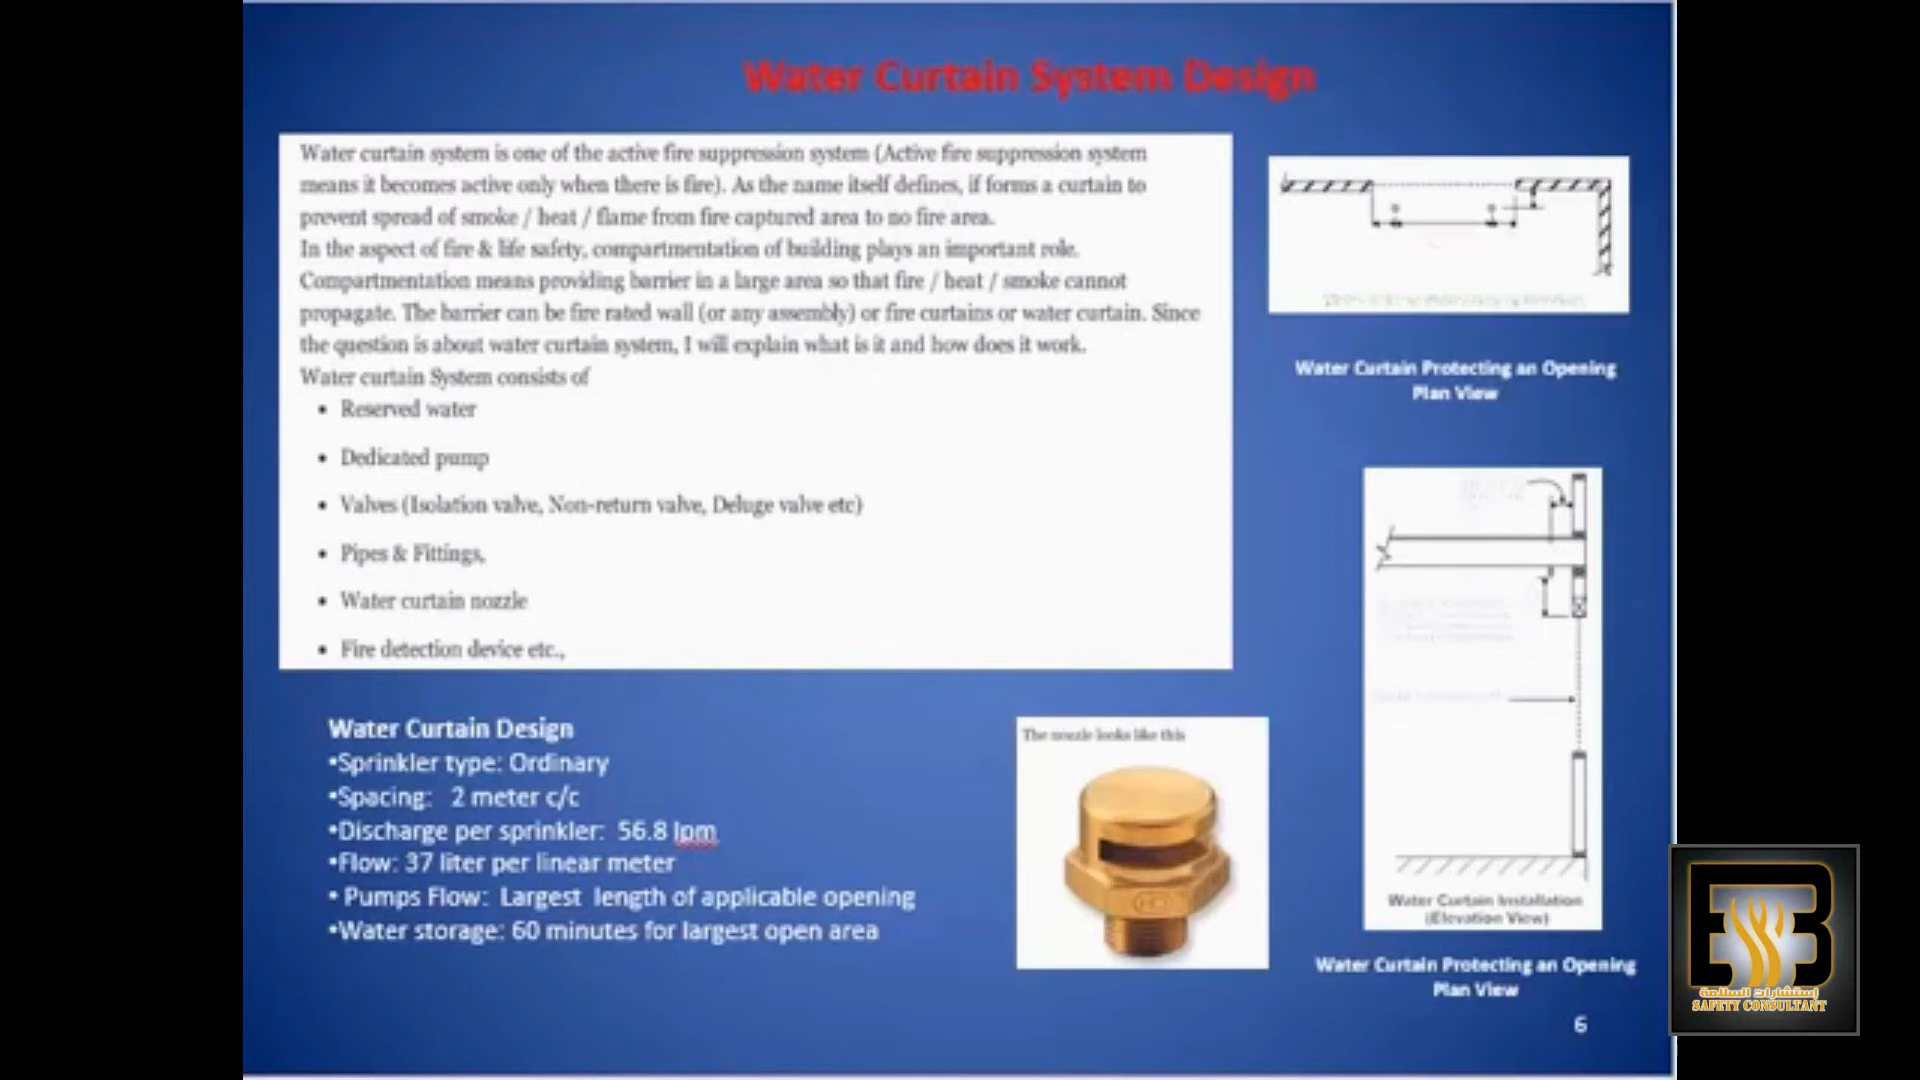 Water Curtain System Design
Water curtain system is one of the active fire suppression system (Active fire suppression system
means it becomes active only when there is fire). As the name itself defines, if forms a curtain to
prevent spread of smoke / heat / flame from fire captured area to no fire area.
In the aspect of fire & life safety, compartmentation of building plays an important role.
Compartmentation means providing barrier in a large area so that fire / heat / smoke cannot
propagate. The barrier can be fire rated wall (or any assembly) or fire curtains or water curtain. Since
the question is about water curtain system, I will explain what is it and how does it work.
Water curtain System consists of
• Reserved water
• Dedicated pump
• Valves (Isolation valve, Non-return valve, Deluge valve etc)
• Pipes & Fittings,
• Water curtain nozzle
• Fire detection device etc.,
Water Curtain Protecting an Opening
Plan View
Water Curtain Design
•Sprinkler type: Ordinary
•Spacing: 2 meter c/c
•Discharge per sprinkler: 56.8 lpm
•Flow: 37 liter per linear meter
• Pumps Flow: Largest length of applicable opening
•Water storage: 60 minutes for largest open area
The nozzle looks like this
Water Curtain Installation
(Elevation View)
Water Curtain Protecting an Opening
Plan View
6
إستشارات السلامة
SAFETY CONSULTANT